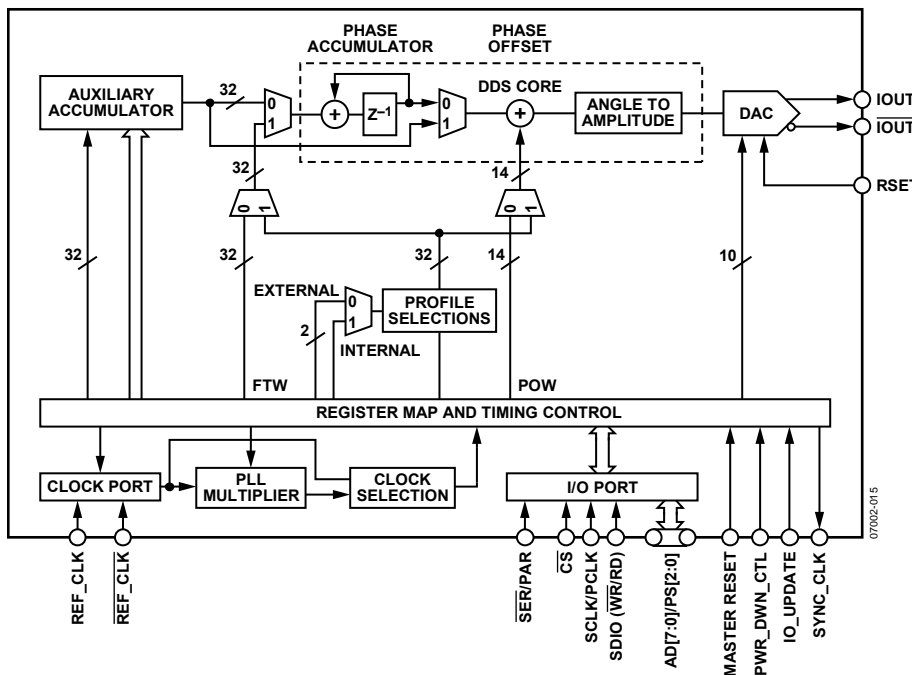 PHASE
ACCUMULATOR
PHASE
OFFSET
AUXILIARY
ACCUMULATOR
32
0
1
+
Z–1
0
1
DDS CORE
+
ANGLE TO
AMPLITUDE
DAC
IOUT
IOUT
RSET
32
14
0 1
0 1
32
32
32
14
10
EXTERNAL
0
1
2
INTERNAL
PROFILE
SELECTIONS
FTW
POW
REGISTER MAP AND TIMING CONTROL
CLOCK PORT
PLL
MULTIPLIER
CLOCK
SELECTION
I/O PORT
REF_CLK
REF_CLK
SER/PAR
CS
SCLK/PCLK
SDIO (WR/RD)
AD[7:0]/PS[2:0]
MASTER RESET
PWR_DWN_CTL
IO_UPDATE
SYNC_CLK
07002-015